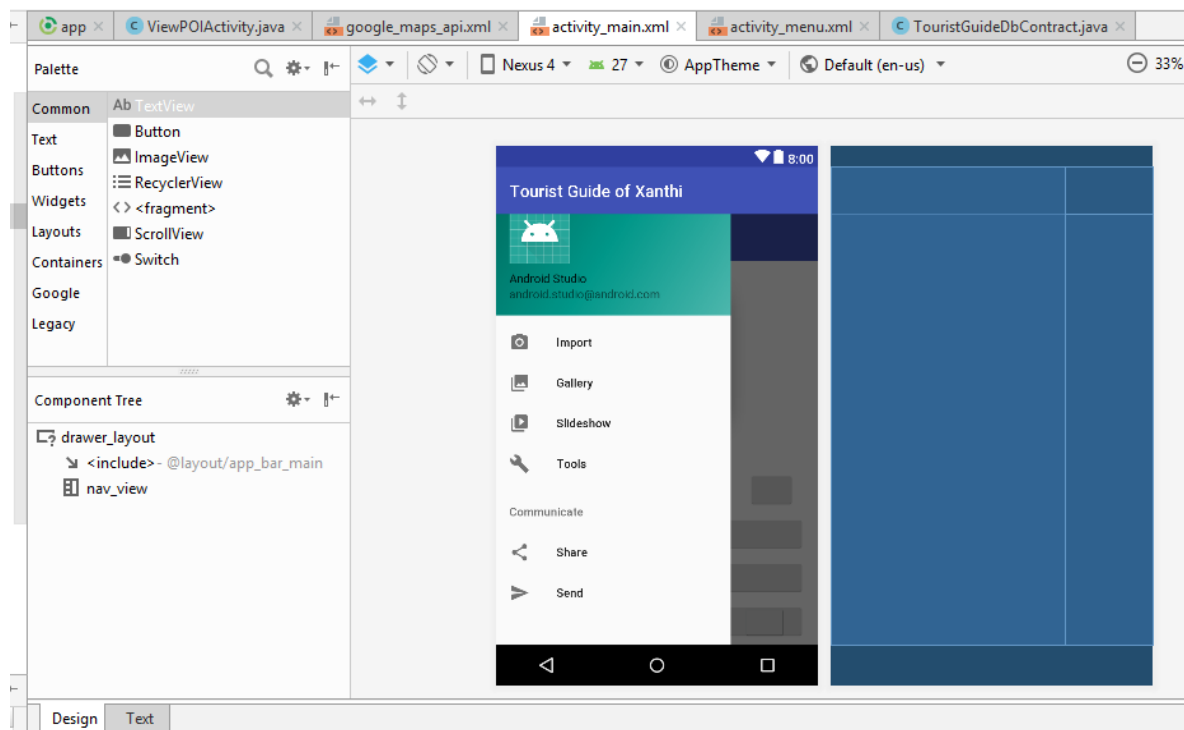 app
ViewPOIActivity.java
google_maps_api.xml
activity_main.xml
activity_menu.xml
TouristGuideDbContract.java
Palette
Nexus 4
27
AppTheme
Default (en-us)
33%
Common
Text
Buttons
Widgets
Layouts
Containers
Google
Legacy
Ab TextView
Button
ImageView
RecyclerView
<fragment>
ScrollView
Switch
Component Tree
drawer_layout
<include> - @layout/app_bar_main
nav_view
8:00
Tourist Guide of Xanthi
Android Studio
android.studio@android.com
Import
Gallery
Slideshow
Tools
Communicate
Share
Send
Design
Text